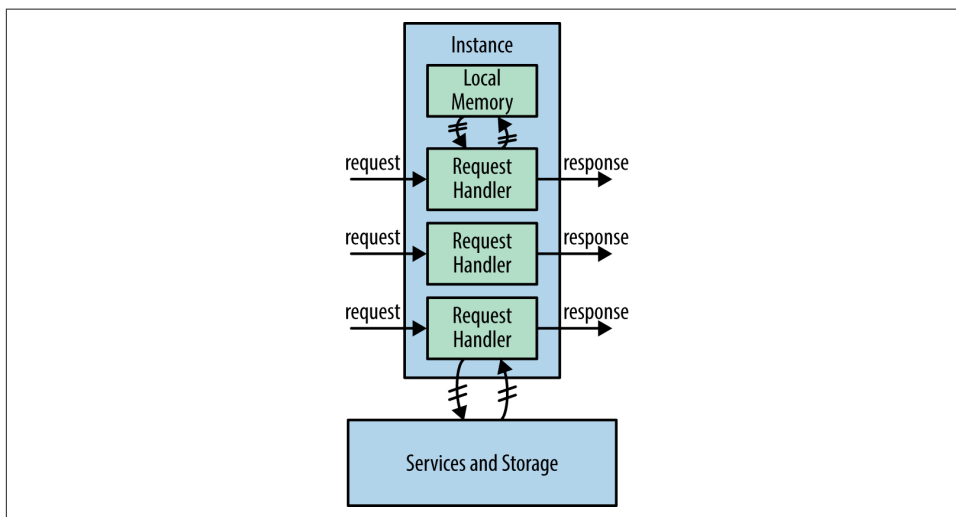 Instance
Local
Memory
request
Request
Handler
response
request
Request
Handler
response
request
Request
Handler
response
Services and Storage